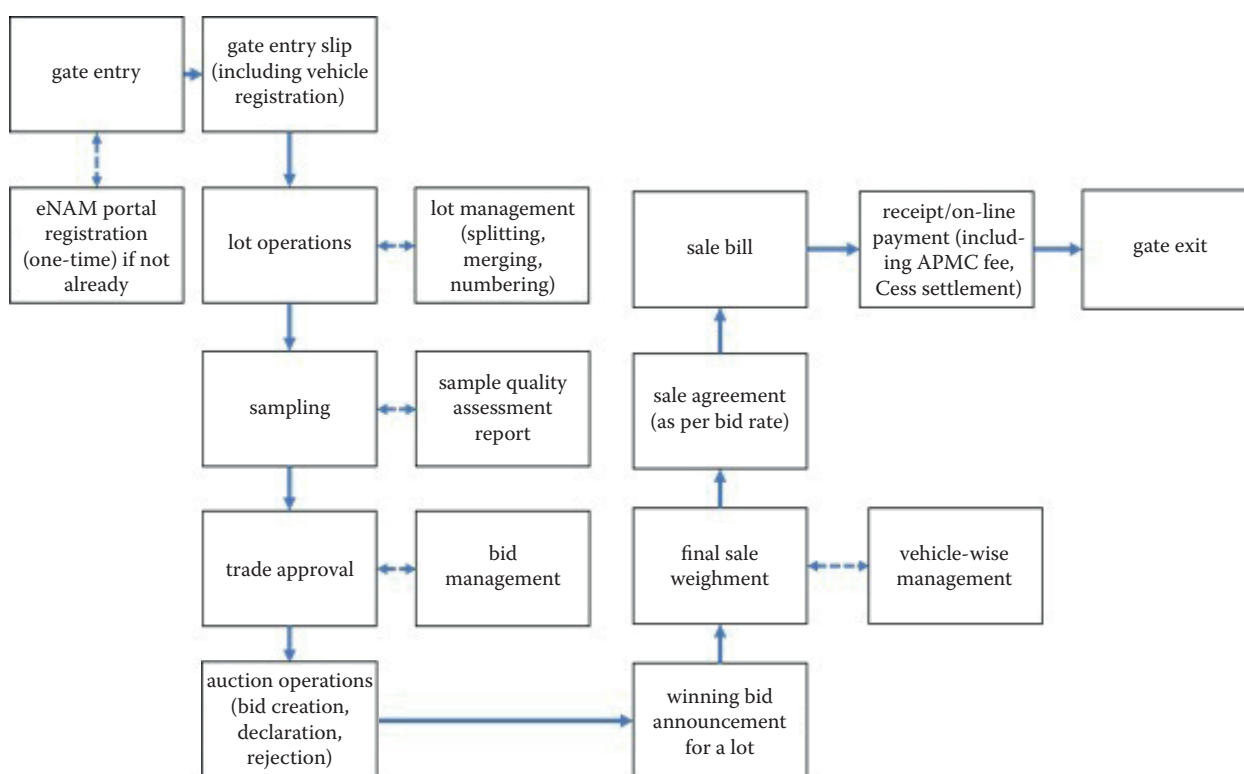 gate entry
gate entry slip
(including vehicle
registration)
eNAM portal
registration
(one-time) if not
already
lot operations
lot management
(splitting,
merging,
numbering)
sale bill
receipt/on-line
payment (includ-
ing APMC fee,
Cess settlement)
gate exit
sampling
sample quality
assessment
report
sale agreement
(as per bid rate)
trade approval
bid
management
final sale
weighment
vehicle-wise
management
auction operations
(bid creation,
declaration,
rejection)
winning bid
announcement
for a lot